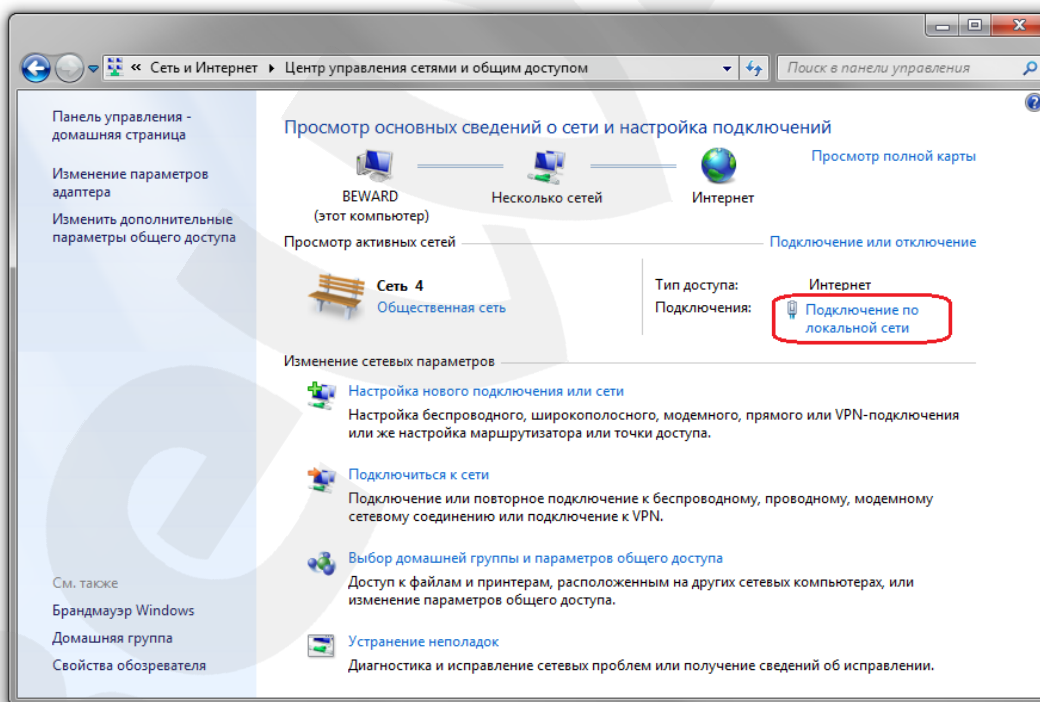 « Сеть и Интернет ▸ Центр управления сетями и общим доступом
Поиск в панели управления
Панель управления -
домашняя страница
Изменение параметров
адаптера
Изменить дополнительные
параметры общего доступа
См. также
Брандмауэр Windows
Домашняя группа
Свойства обозревателя
Просмотр основных сведений о сети и настройка подключений
Просмотр полной карты
BEWARD
(этот компьютер)
Несколько сетей
Интернет
Просмотр активных сетей
Подключение или отключение
Сеть 4
Общественная сеть
Тип доступа: Интернет
Подключения: Подключение по
локальной сети
Изменение сетевых параметров
Настройка нового подключения или сети
Настройка беспроводного, широкополосного, модемного, прямого или VPN-подключения
или же настройка маршрутизатора или точки доступа.
Подключиться к сети
Подключение или повторное подключение к беспроводному, проводному, модемному
сетевому соединению или подключение к VPN.
Выбор домашней группы и параметров общего доступа
Доступ к файлам и принтерам, расположенным на других сетевых компьютерах, или
изменение параметров общего доступа.
Устранение неполадок
Диагностика и исправление сетевых проблем или получение сведений об исправлении.